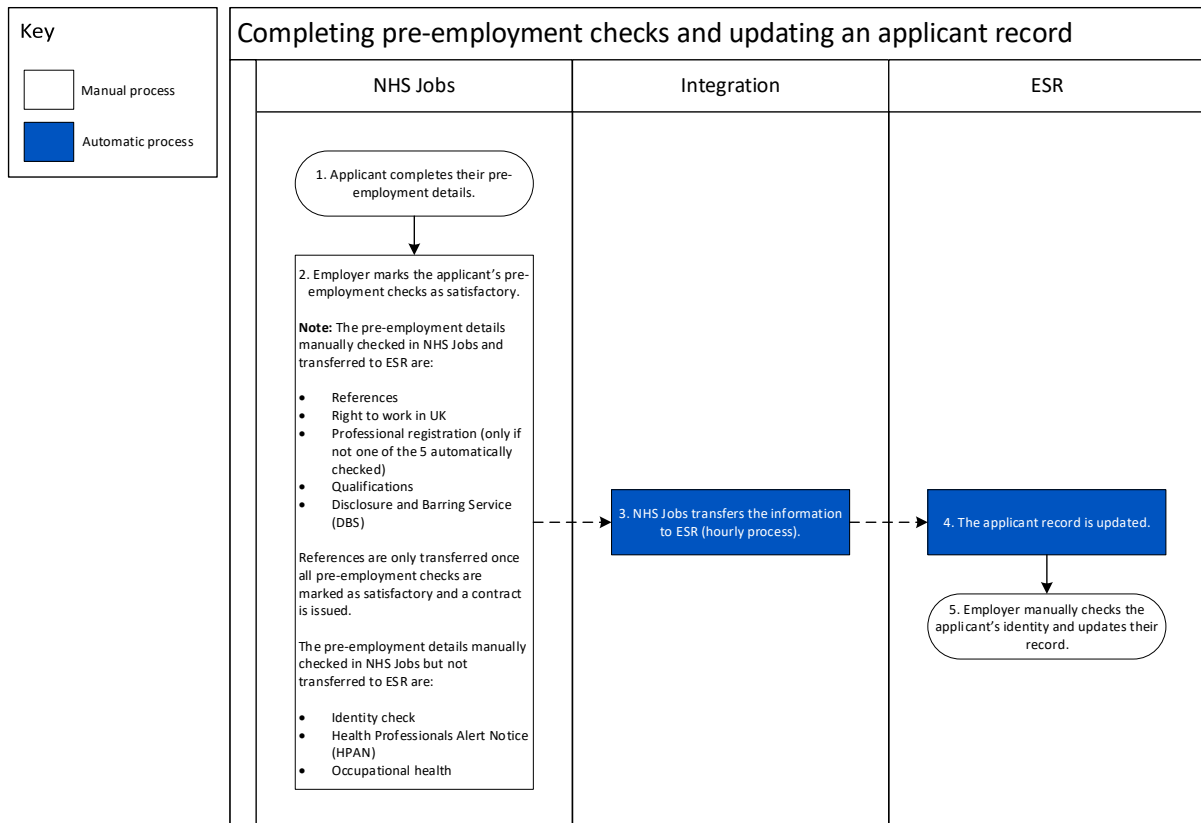 Key
Manual process
Automatic process
Completing pre-employment checks and updating an applicant record
NHS Jobs
Integration
ESR
1. Applicant completes their pre-
employment details.
2. Employer marks the applicant’s pre-
employment checks as satisfactory.
Note: The pre-employment details
manually checked in NHS Jobs and
transferred to ESR are:
• References
• Right to work in UK
• Professional registration (only if
not one of the 5 automatically
checked)
• Qualifications
• Disclosure and Barring Service
(DBS)
References are only transferred once
all pre-employment checks are
marked as satisfactory and a contract
is issued.
The pre-employment details manually
checked in NHS Jobs but not
transferred to ESR are:
• Identity check
• Health Professionals Alert Notice
(HPAN)
• Occupational health
3. NHS Jobs transfers the information
to ESR (hourly process).
4. The applicant record is updated.
5. Employer manually checks the
applicant’s identity and updates their
record.